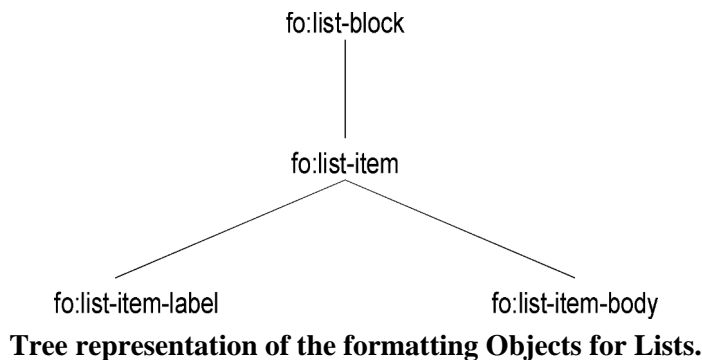 fo:list-block
fo:list-item
fo:list-item-label
fo:list-item-body
Tree representation of the formatting Objects for Lists.